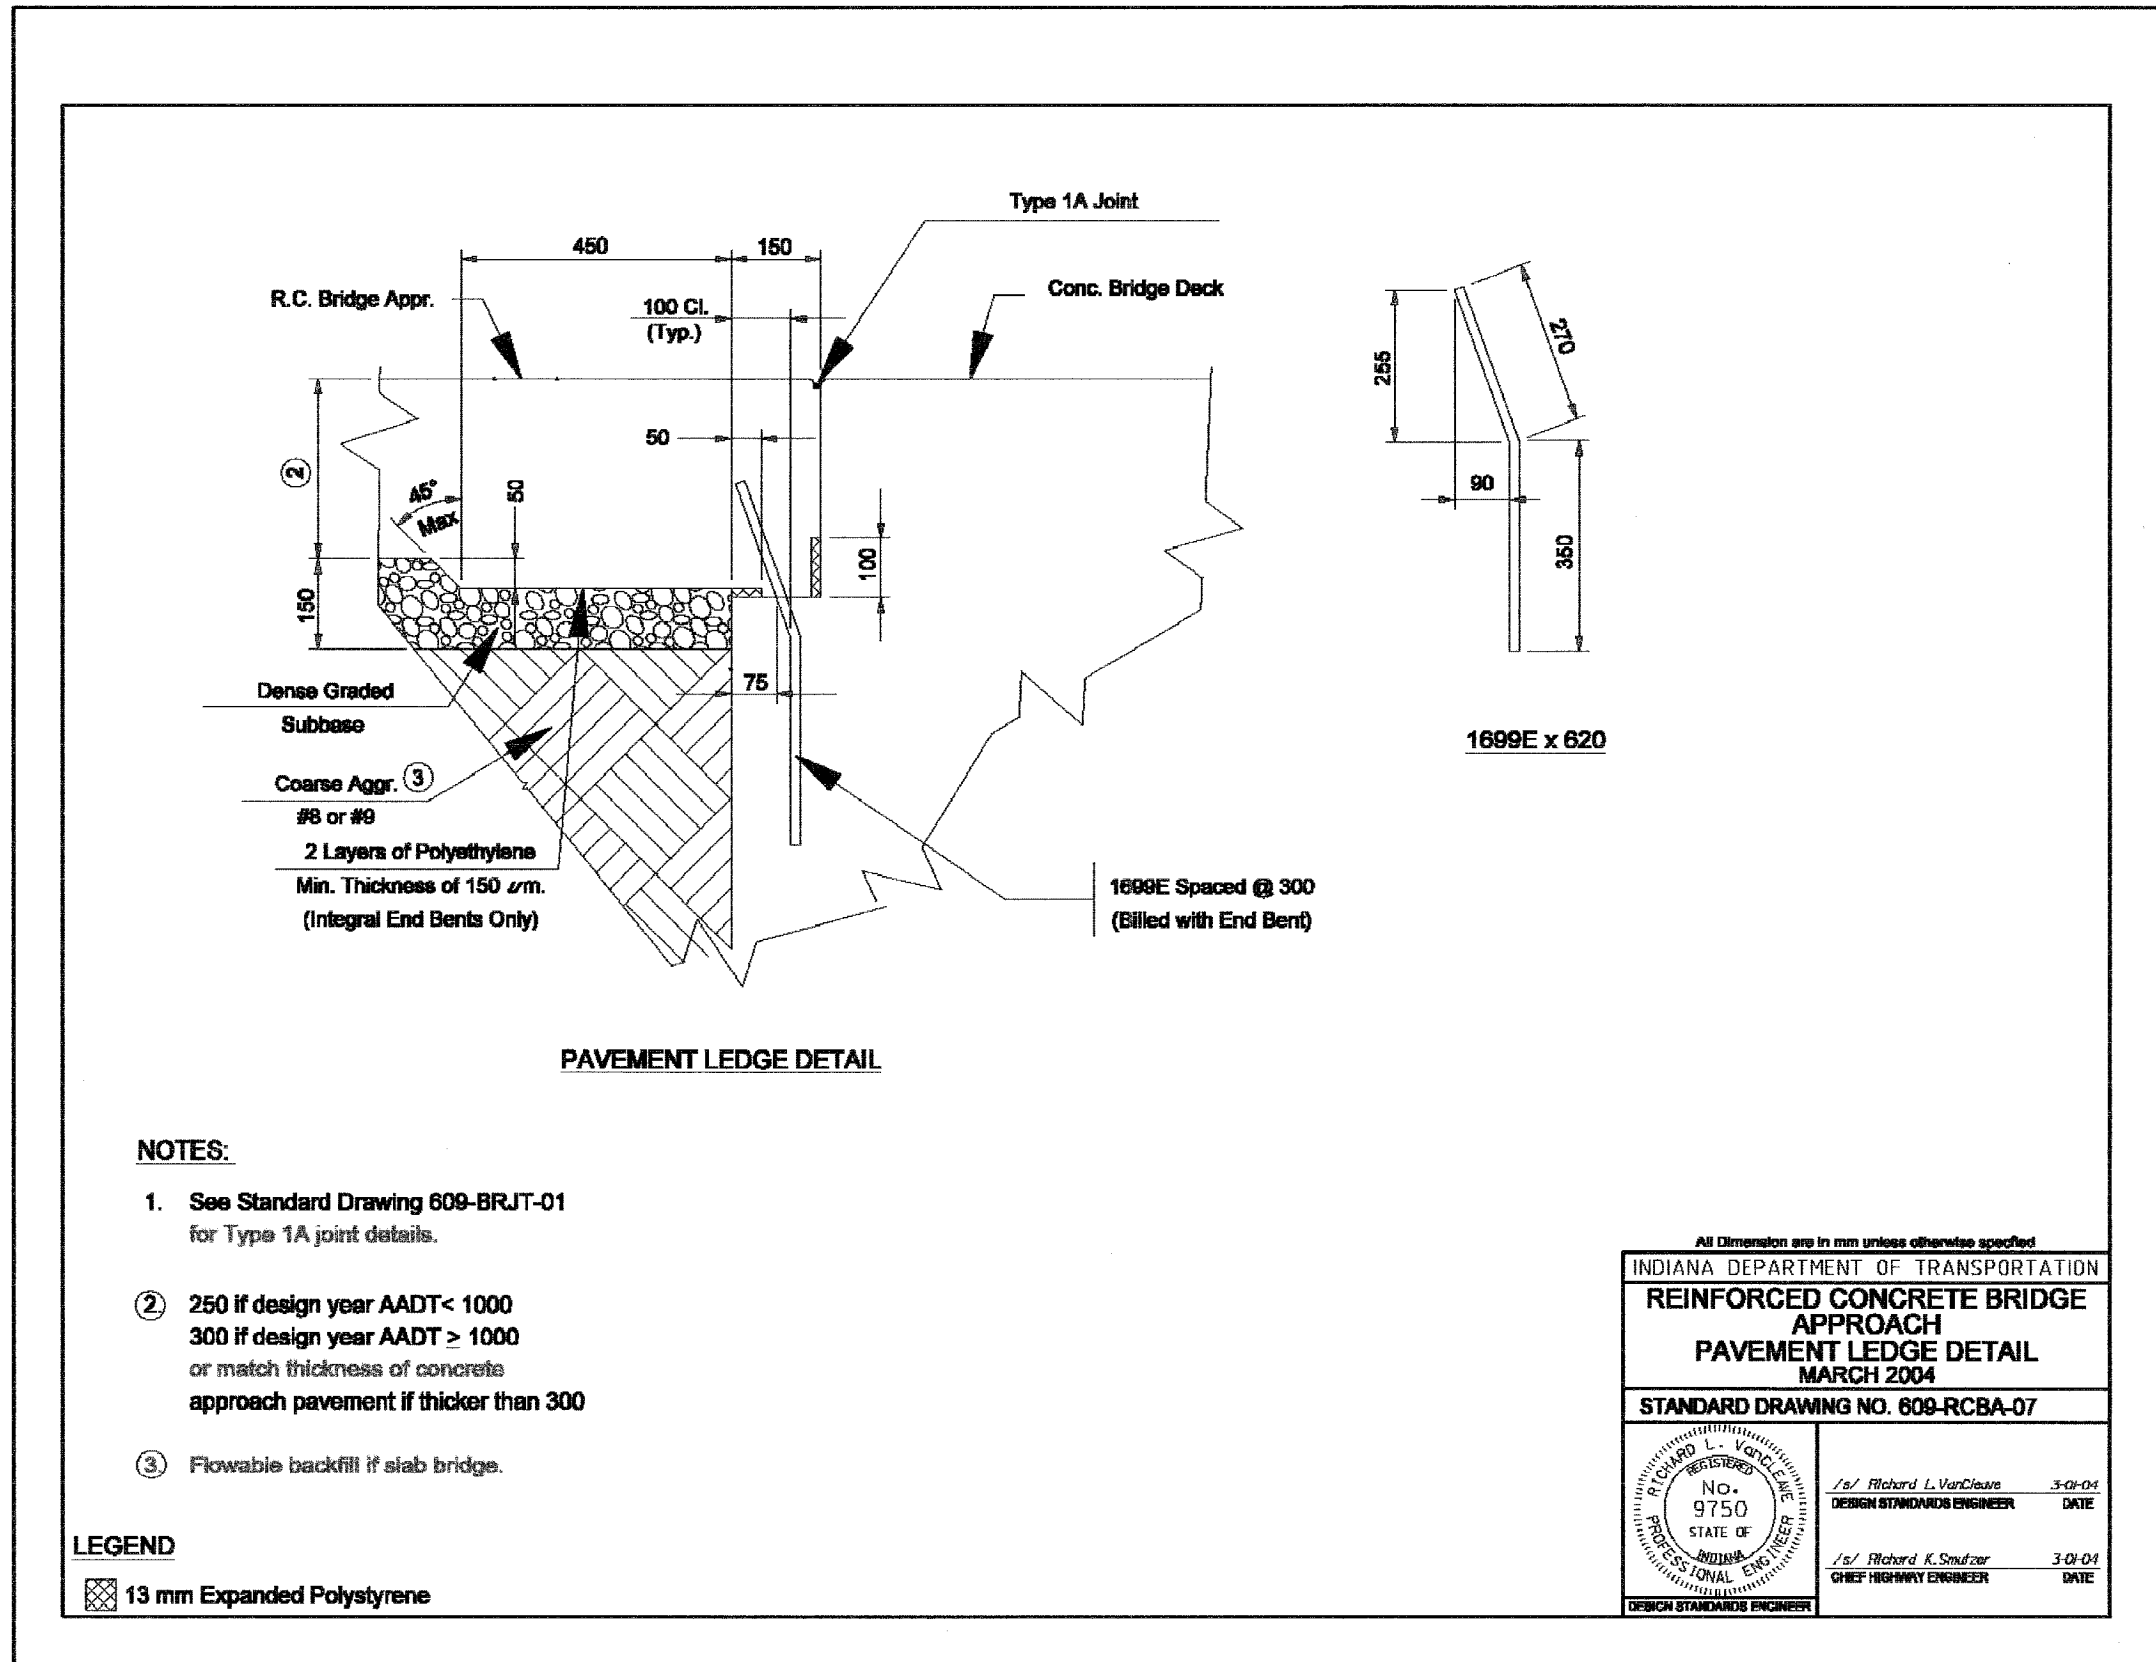 Type 1A Joint
450
150
R.C. Bridge Appr.
100 Cl.
(Typ.)
Conc. Bridge Deck
255
270
50
2
45°
Max
50
90
100
350
150
75
Dense Graded
Subbase
1699E x 620
Coarse Aggr. 3
#8 or #9
2 Layers of Polyethylene
Min. Thickness of 150 μm.
(Integral End Bents Only)
1699E Spaced @ 300
(Billed with End Bent)
PAVEMENT LEDGE DETAIL
NOTES:
1. See Standard Drawing 609-BRJT-01
for Type 1A joint details.
2 250 if design year AADT< 1000
300 if design year AADT ≥ 1000
or match thickness of concrete
approach pavement if thicker than 300
3 Flowable backfill if slab bridge.
LEGEND
13 mm Expanded Polystyrene
All Dimension are in mm unless otherwise specfied
INDIANA DEPARTMENT OF TRANSPORTATION
REINFORCED CONCRETE BRIDGE
APPROACH
PAVEMENT LEDGE DETAIL
MARCH 2004
STANDARD DRAWING NO. 609-RCBA-07
RICHARD L. VanCLEAVE
REGISTERED
No.
9750
STATE OF
INDIANA
PROFESSIONAL ENGINEER
DESIGN STANDARDS ENGINEER
/s/ Richard L. VanCleave 3-01-04
DESIGN STANDARDS ENGINEER DATE
/s/ Richard K. Smutzer 3-01-04
CHIEF HIGHWAY ENGINEER DATE